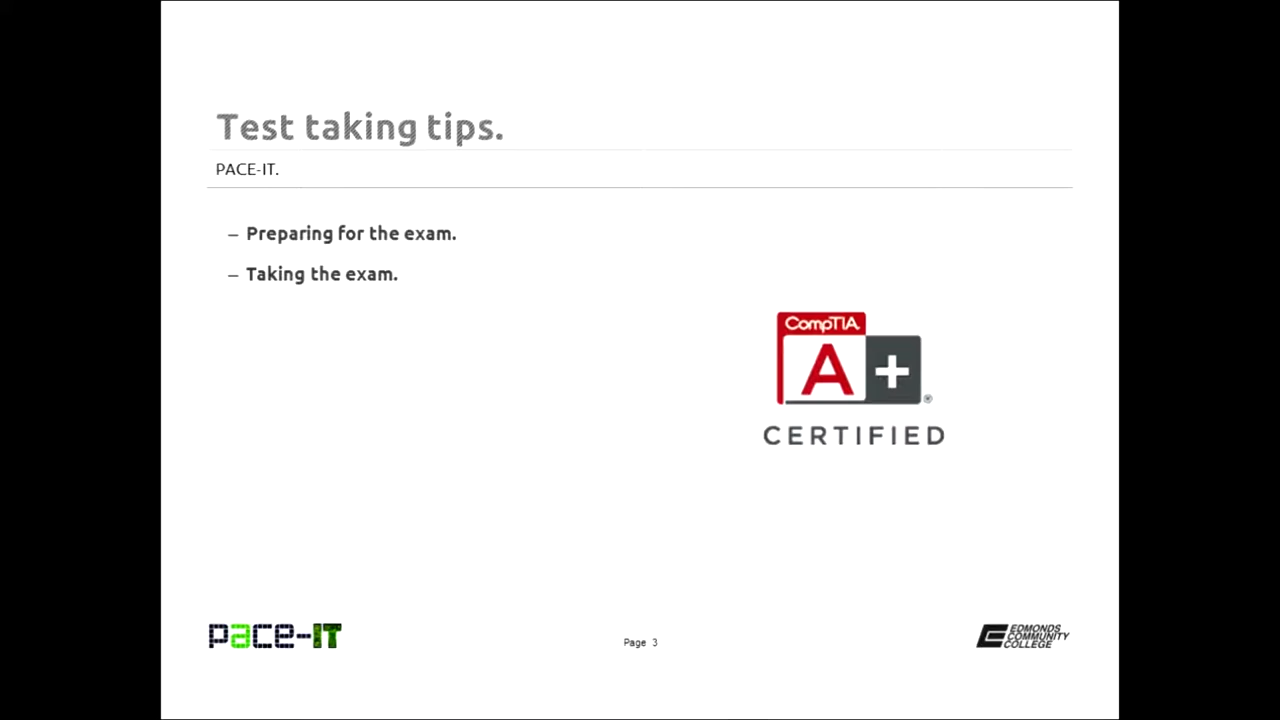 Test taking tips.
PACE-IT.
– Preparing for the exam.
– Taking the exam.
CompTIA
A+
®
CERTIFIED
pace-IT
Page 3
EDMONDS
COMMUNITY
COLLEGE